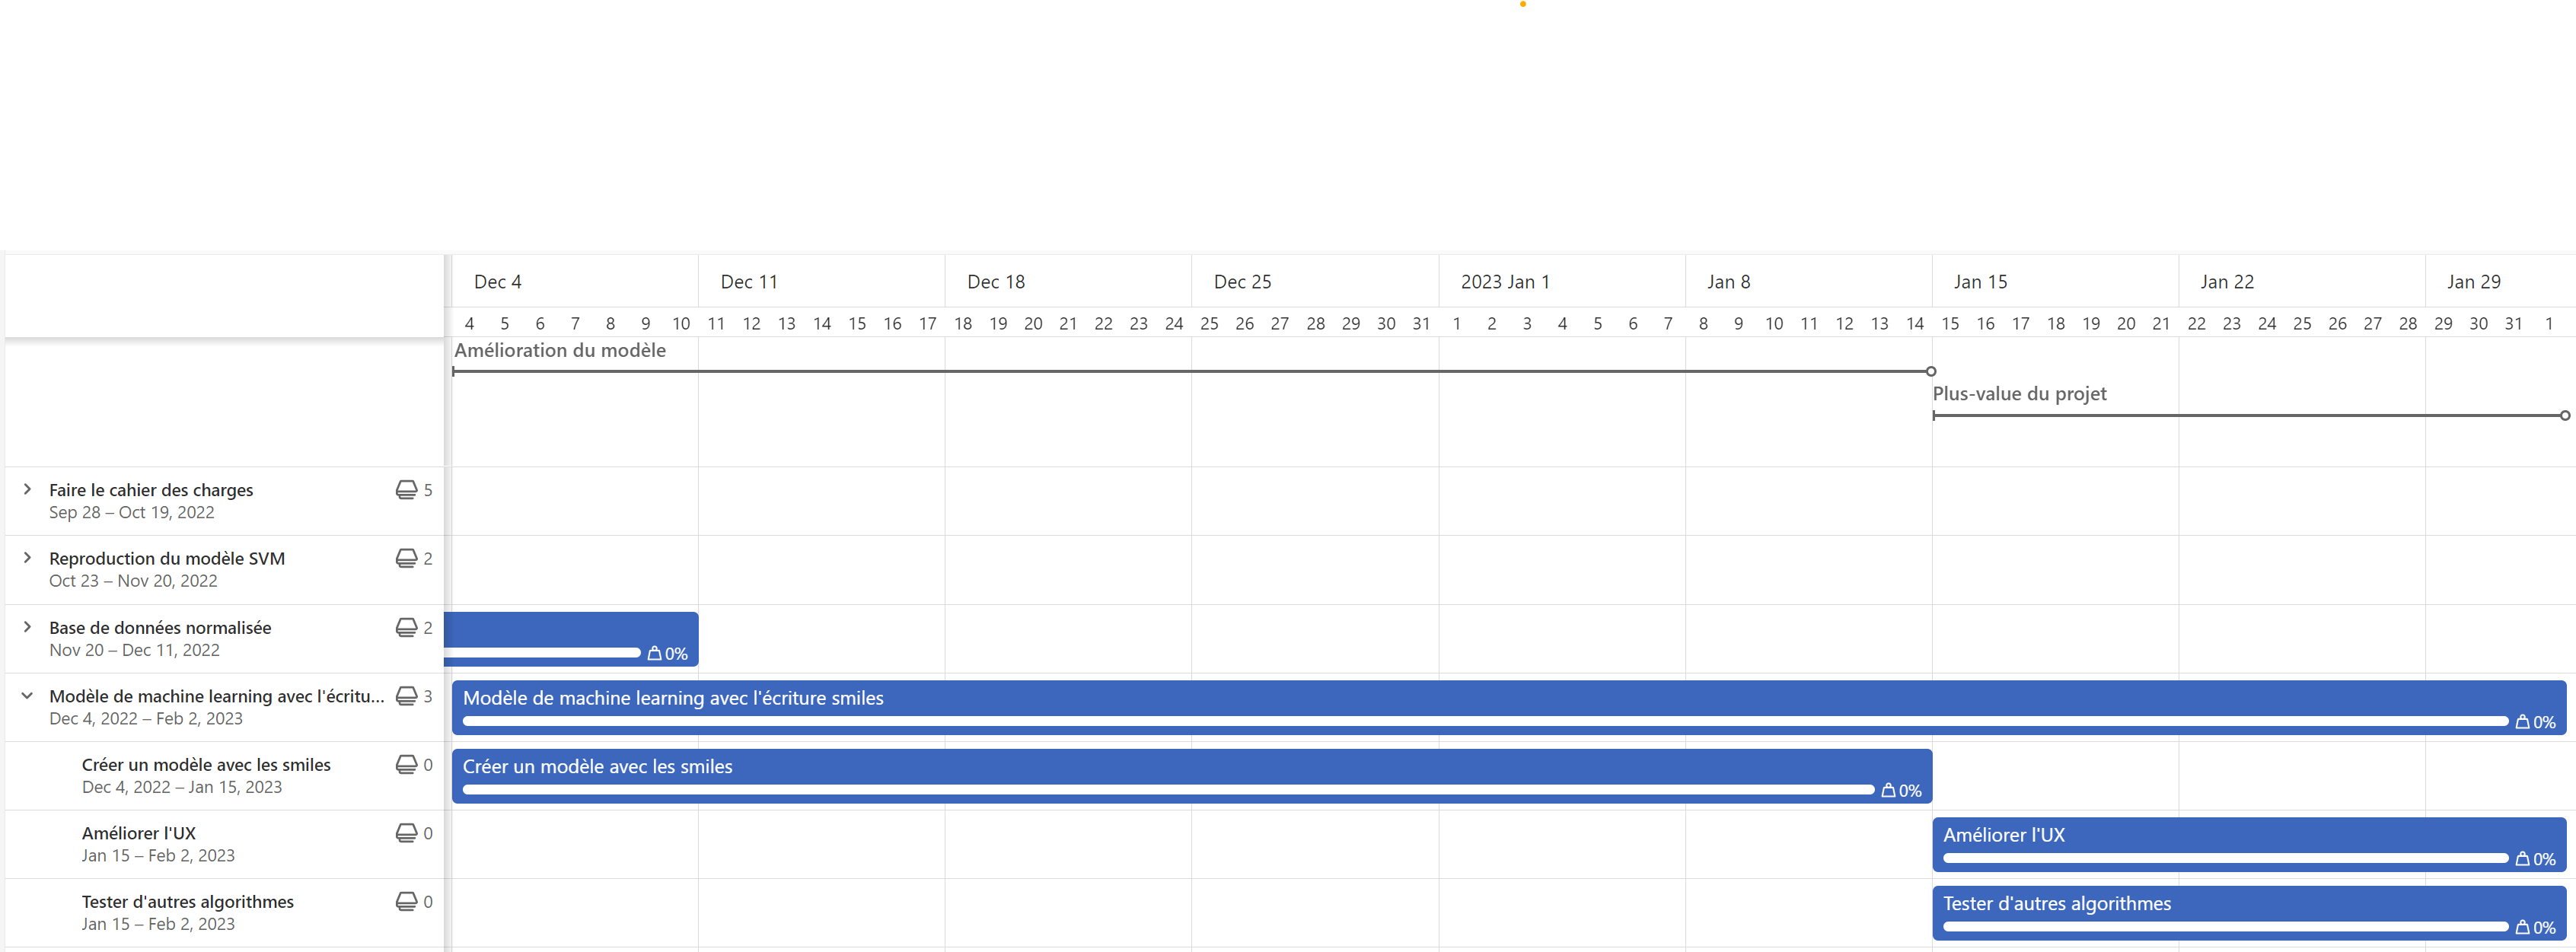 Dec 4 Dec 11 Dec 18 Dec 25 2023 Jan 1 Jan 8 Jan 15 Jan 22 Jan 29
4 5 6 7 8 9 10 11 12 13 14 15 16 17 18 19 20 21 22 23 24 25 26 27 28 29 30 31 1 2 3 4 5 6 7 8 9 10 11 12 13 14 15 16 17 18 19 20 21 22 23 24 25 26 27 28 29 30 31 1
Amélioration du modèle
Plus-value du projet
Faire le cahier des charges 5
Sep 28 – Oct 19, 2022
Reproduction du modèle SVM 2
Oct 23 – Nov 20, 2022
Base de données normalisée 2
Nov 20 – Dec 11, 2022
0%
Modèle de machine learning avec l'écritu... 3
Dec 4, 2022 – Feb 2, 2023
Modèle de machine learning avec l'écriture smiles
0%
Créer un modèle avec les smiles 0
Dec 4, 2022 – Jan 15, 2023
Créer un modèle avec les smiles
0%
Améliorer l'UX 0
Jan 15 – Feb 2, 2023
Améliorer l'UX
0%
Tester d'autres algorithmes 0
Jan 15 – Feb 2, 2023
Tester d'autres algorithmes
0%